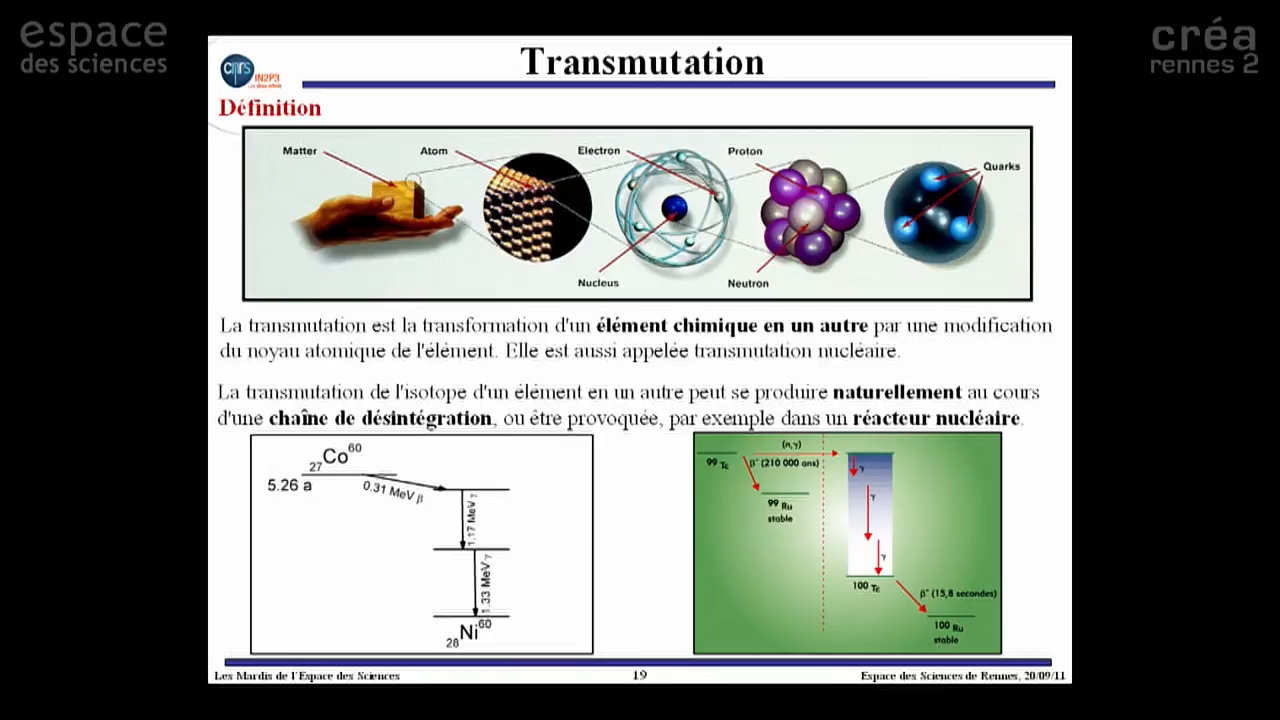 espace
des sciences
créa
rennes 2
cnrs
IN2P3
Les deux infinis
Transmutation
Définition
Matter
Atom
Electron
Proton
Quarks
Nucleus
Neutron
La transmutation est la transformation d'un élément chimique en un autre par une modification
du noyau atomique de l'élément. Elle est aussi appelée transmutation nucléaire.
La transmutation de l'isotope d'un élément en un autre peut se produire naturellement au cours
d'une chaîne de désintégration, ou être provoquée, par exemple dans un réacteur nucléaire.
27Co60
5.26 a
0.31 MeV β
1.17 MeV γ
1.33 MeV γ
28Ni60
99 Tc
(n,γ)
β- (210 000 ans)
99 Ru
stable
γ
γ
γ
100 Tc
β- (15,8 secondes)
100 Ru
stable
Les Mardis de l'Espace des Sciences
19
Espace des Sciences de Rennes, 20/09/11